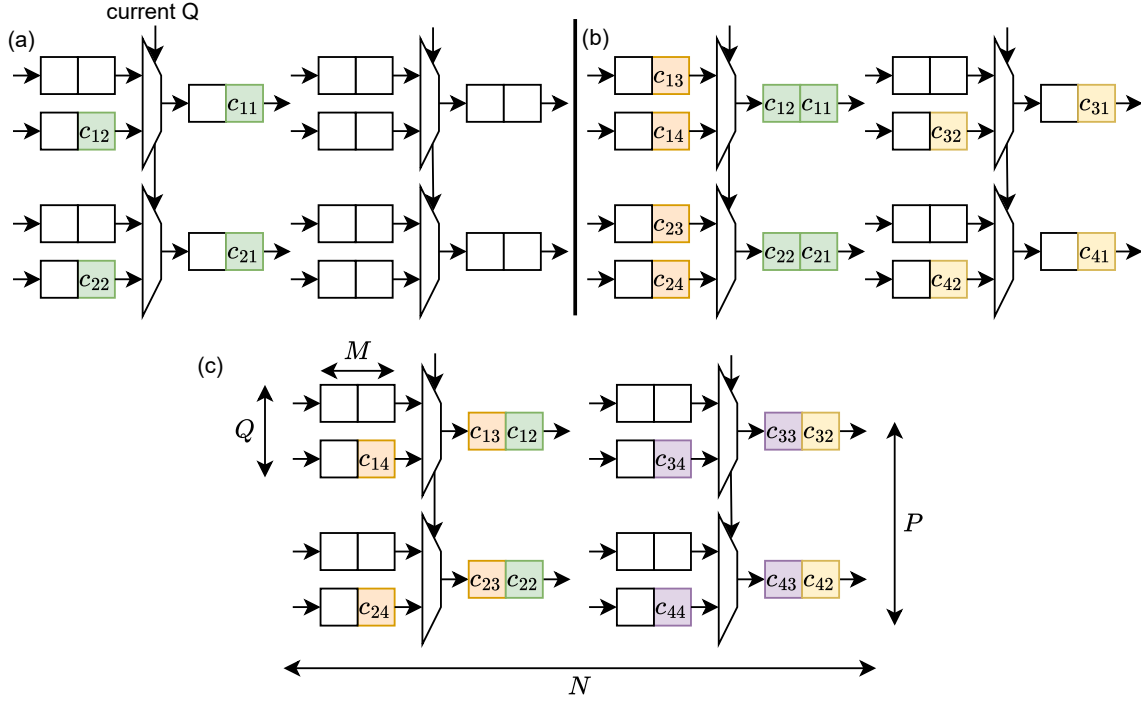 current Q
(a) (b)
c13 c31
c11 c12 c11
c12 c14 c32
c23 c41
c21 c22 c21
c22 c24 c42
(c) M
Q c13 c12 c33 c32
c14 c34
P
c23 c22 c43 c42
c24 c44
N